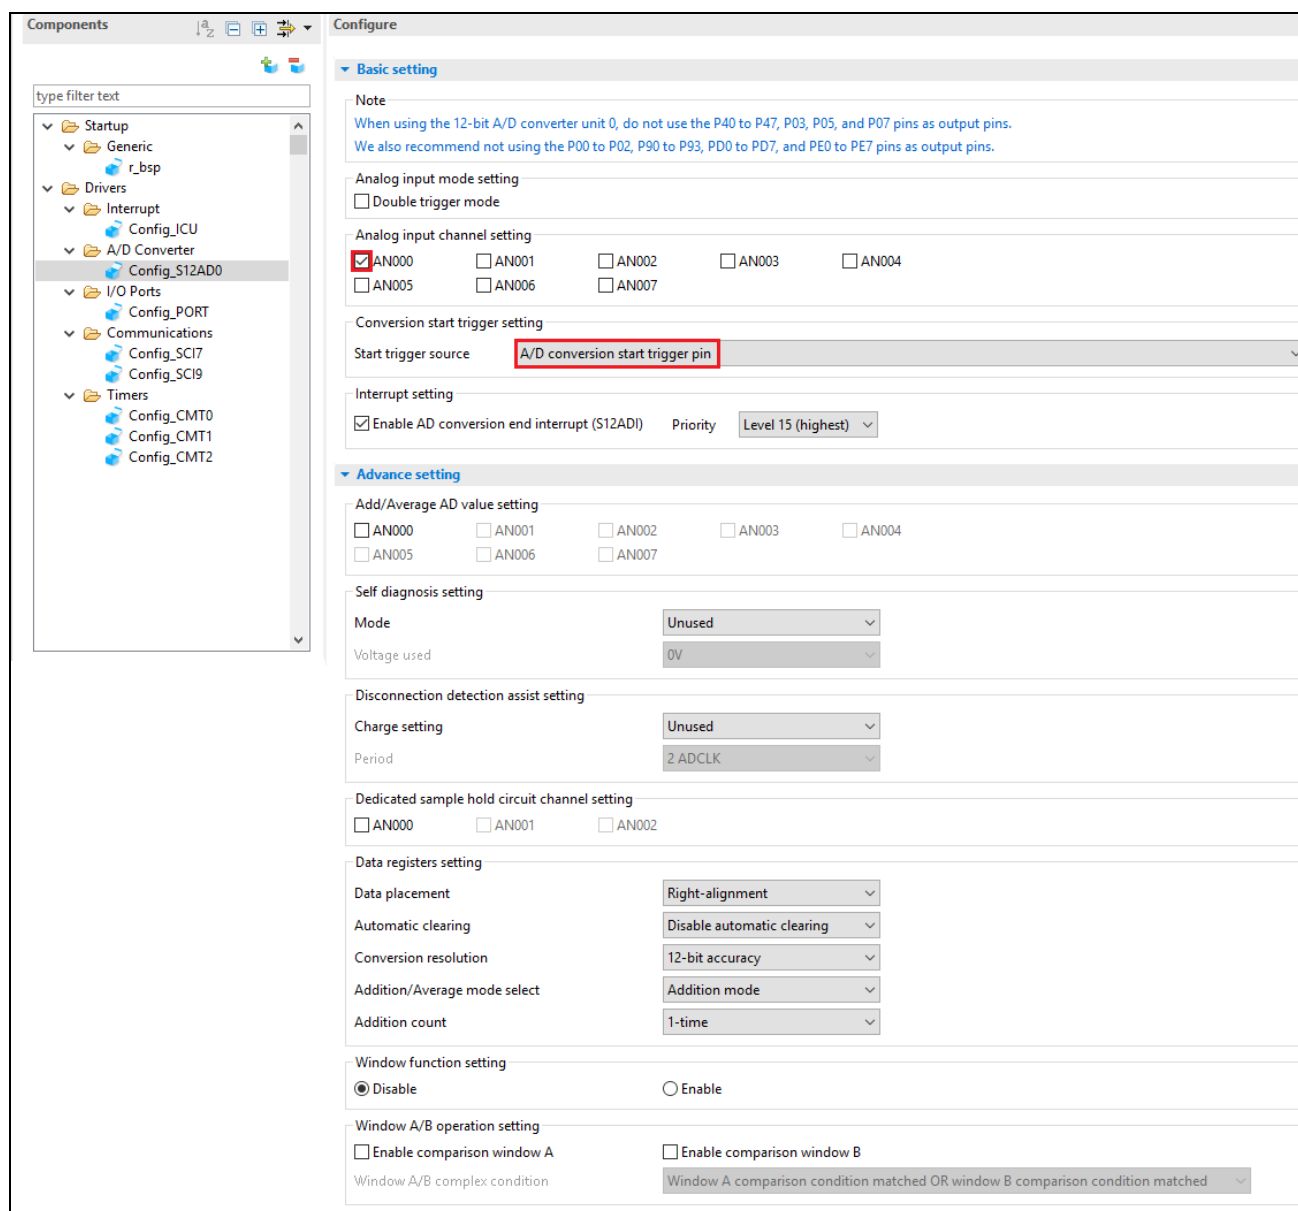 Components
type filter text
Startup
Generic
r_bsp
Drivers
Interrupt
Config_ICU
A/D Converter
Config_S12AD0
I/O Ports
Config_PORT
Communications
Config_SCI7
Config_SCI9
Timers
Config_CMT0
Config_CMT1
Config_CMT2
Configure
Basic setting
Note
When using the 12-bit A/D converter unit 0, do not use the P40 to P47, P03, P05, and P07 pins as output pins.
We also recommend not using the P00 to P02, P90 to P93, PD0 to PD7, and PE0 to PE7 pins as output pins.
Analog input mode setting
Double trigger mode
Analog input channel setting
AN000 AN001 AN002 AN003 AN004
AN005 AN006 AN007
Conversion start trigger setting
Start trigger source A/D conversion start trigger pin
Interrupt setting
Enable AD conversion end interrupt (S12ADI) Priority Level 15 (highest)
Advance setting
Add/Average AD value setting
AN000 AN001 AN002 AN003 AN004
AN005 AN006 AN007
Self diagnosis setting
Mode Unused
Voltage used 0V
Disconnection detection assist setting
Charge setting Unused
Period 2 ADCLK
Dedicated sample hold circuit channel setting
AN000 AN001 AN002
Data registers setting
Data placement Right-alignment
Automatic clearing Disable automatic clearing
Conversion resolution 12-bit accuracy
Addition/Average mode select Addition mode
Addition count 1-time
Window function setting
Disable Enable
Window A/B operation setting
Enable comparison window A Enable comparison window B
Window A/B complex condition Window A comparison condition matched OR window B comparison condition matched